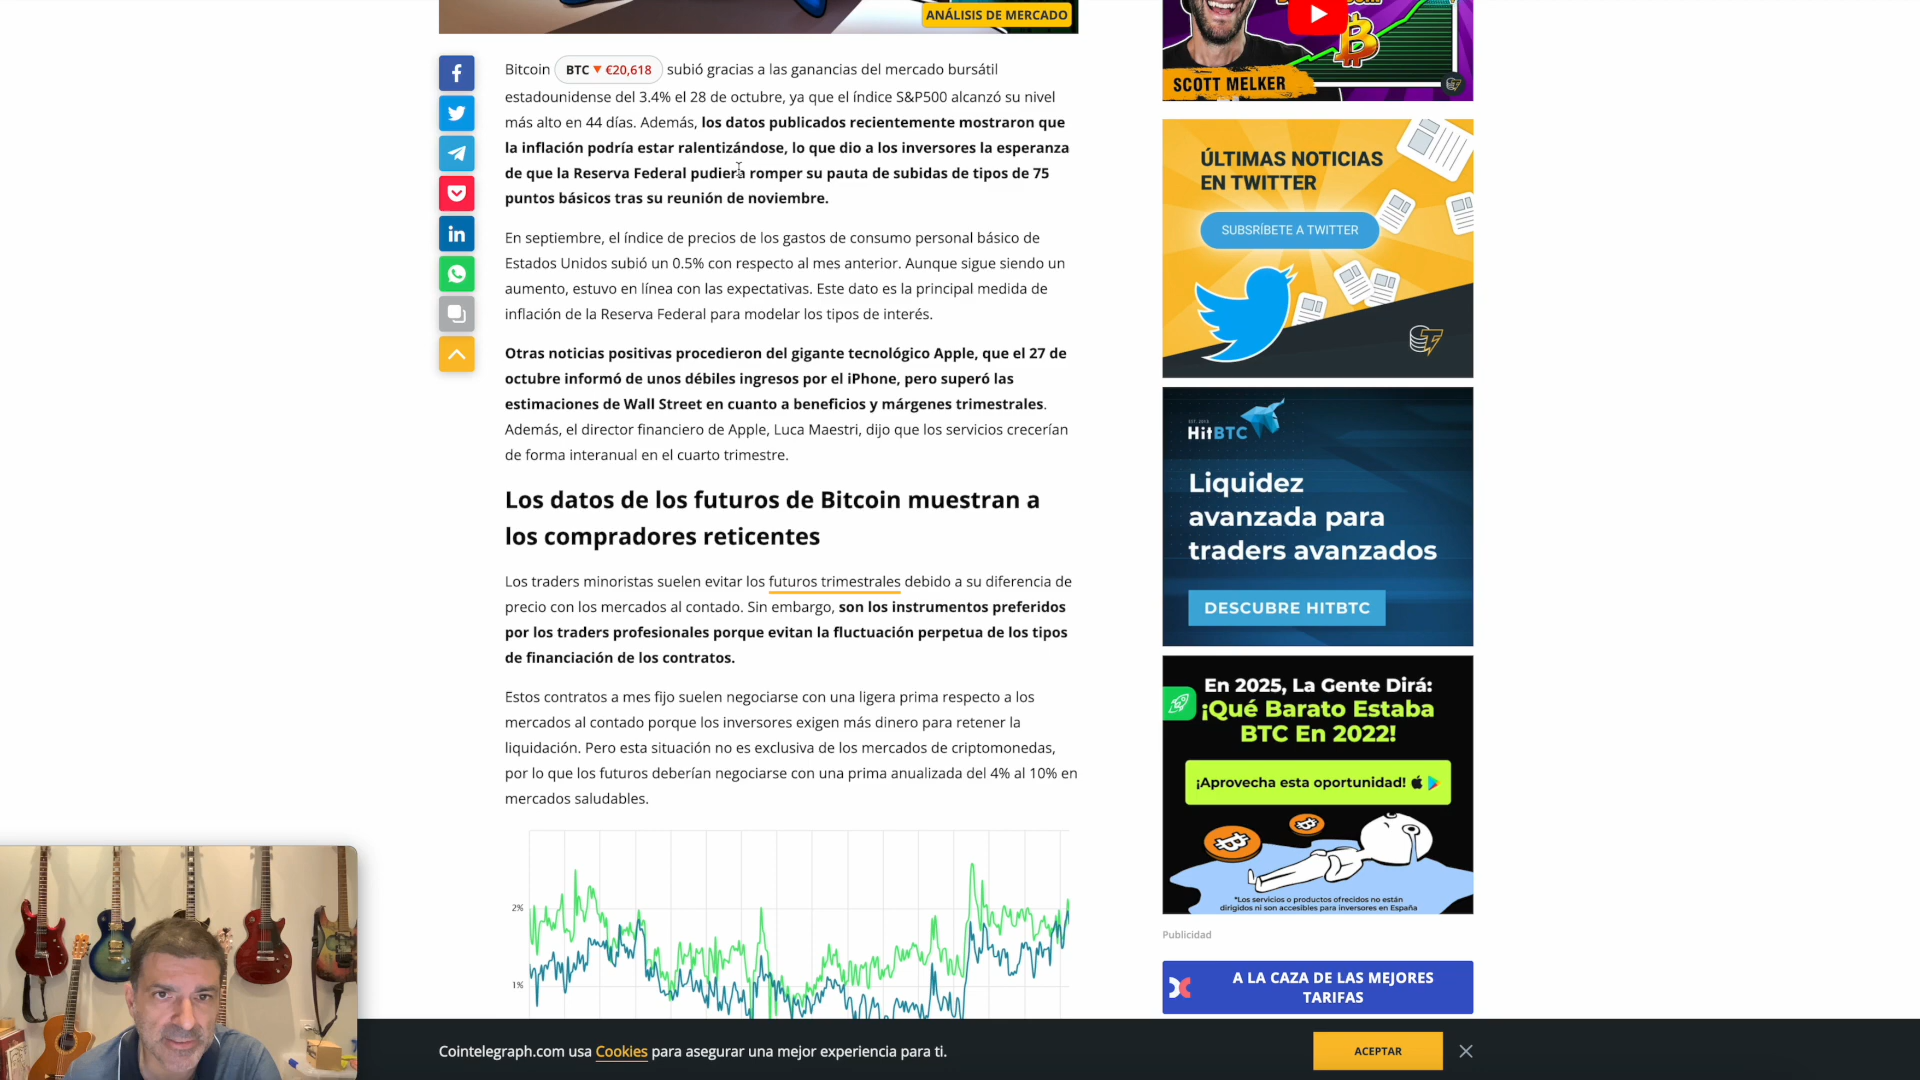 ANÁLISIS DE MERCADO
Bitcoin BTC ▼ €20,618 subió gracias a las ganancias del mercado bursátil
estadounidense del 3.4% el 28 de octubre, ya que el índice S&P500 alcanzó su nivel
más alto en 44 días. Además, los datos publicados recientemente mostraron que
la inflación podría estar ralentizándose, lo que dio a los inversores la esperanza
de que la Reserva Federal pudiera romper su pauta de subidas de tipos de 75
puntos básicos tras su reunión de noviembre.
En septiembre, el índice de precios de los gastos de consumo personal básico de
Estados Unidos subió un 0.5% con respecto al mes anterior. Aunque sigue siendo un
aumento, estuvo en línea con las expectativas. Este dato es la principal medida de
inflación de la Reserva Federal para modelar los tipos de interés.
Otras noticias positivas procedieron del gigante tecnológico Apple, que el 27 de
octubre informó de unos débiles ingresos por el iPhone, pero superó las
estimaciones de Wall Street en cuanto a beneficios y márgenes trimestrales.
Además, el director financiero de Apple, Luca Maestri, dijo que los servicios crecerían
de forma interanual en el cuarto trimestre.
Los datos de los futuros de Bitcoin muestran a
los compradores reticentes
Los traders minoristas suelen evitar los futuros trimestrales debido a su diferencia de
precio con los mercados al contado. Sin embargo, son los instrumentos preferidos
por los traders profesionales porque evitan la fluctuación perpetua de los tipos
de financiación de los contratos.
Estos contratos a mes fijo suelen negociarse con una ligera prima respecto a los
mercados al contado porque los inversores exigen más dinero para retener la
liquidación. Pero esta situación no es exclusiva de los mercados de criptomonedas,
por lo que los futuros deberían negociarse con una prima anualizada del 4% al 10% en
mercados saludables.
2%
1%
SCOTT MELKER
ÚLTIMAS NOTICIAS
EN TWITTER
SUBSRÍBETE A TWITTER
HitBTC
Liquidez
avanzada para
traders avanzados
DESCUBRE HITBTC
En 2025, La Gente Dirá:
¡Qué Barato Estaba
BTC En 2022!
¡Aprovecha esta oportunidad!
*Los servicios o productos ofrecidos no están
dirigidos ni son accesibles para inversores en España
Publicidad
A LA CAZA DE LAS MEJORES
TARIFAS
Cointelegraph.com usa Cookies para asegurar una mejor experiencia para ti.
ACEPTAR